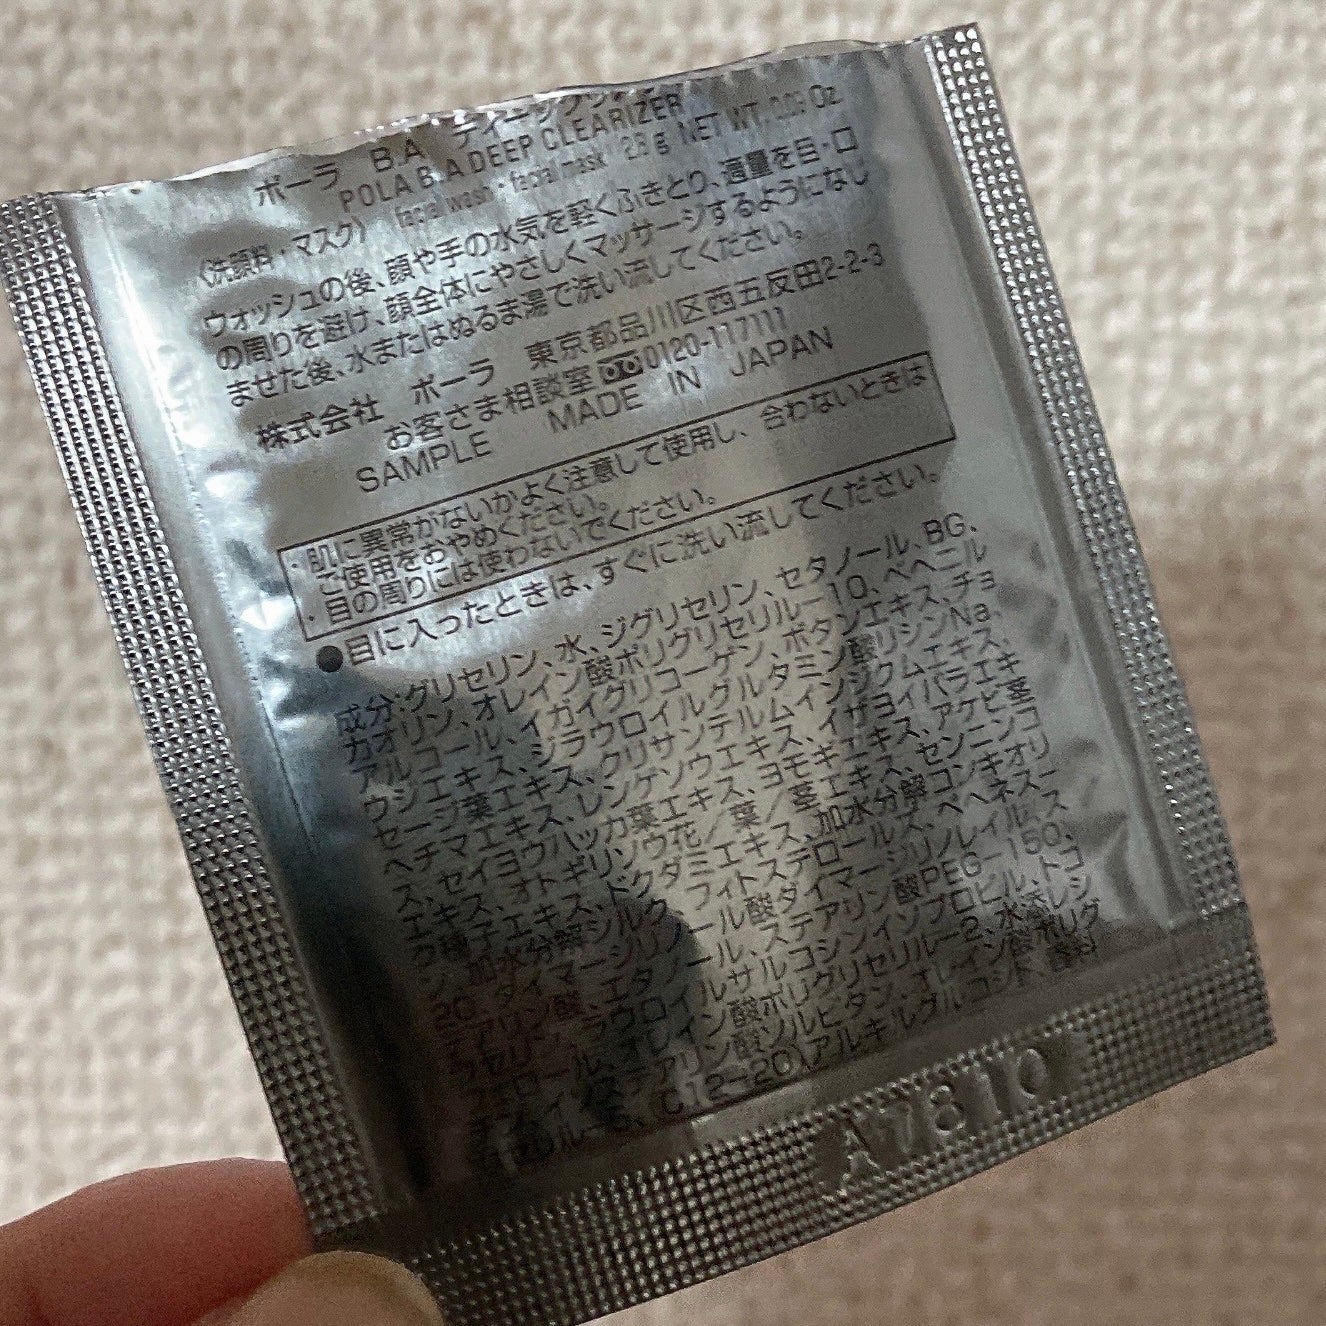 ポーラ B.A ディープクリアライザー
POLA B.A DEEP CLEARIZER
〈洗顔料・マスク〉 facial wash・facial mask 2.6 g NET WT. 0.09 Oz.
ウォッシュの後、顔や手の水気を軽くふきとり、適量を目・口
の周りを避け、顔全体にやさしくマッサージするようになじ
ませた後、水またはぬるま湯で洗い流してください。
株式会社 ポーラ 東京都品川区西五反田2-2-3
お客さま相談室 0120-117111
SAMPLE MADE IN JAPAN
・肌に異常がないかよく注意して使用し、合わないときは
ご使用をおやめください。
・目の周りには使わないでください。
●目に入ったときは、すぐに洗い流してください。
成分:グリセリン、水、ジグリセリン、セタノール、BG、
カオリン、オレイン酸ポリグリセリル-10、ベヘニル
アルコール、イガイグリコーゲン、ボタンエキス、チョ
ウジエキス、ジラウロイルグルタミン酸リシンNa、
セージ葉エキス、クリサンテルムインジクムエキス、
ヘチマエキス、レンゲソウエキス、イザヨイバラエキ
ス、セイヨウハッカ葉エキス、ヨモギエキス、アケビ茎
エキス、オトギリソウ花/葉/茎エキス、センニンコ
ク種子エキス、ドクダミエキス、加水分解コンキオリ
ン、加水分解シルク、フィトステロールズ、ベヘネス-
20、ダイマージリノール酸ダイマージリノレイル、ス
テアリン酸、エタノール、ステアリン酸PEG-150、
ラウロイルサルコシンイソプロピル、トコ
フェロール、オレイン酸ポリグリセリル-2、水添レシ
チン、イソステアリン酸ソルビタン、オレイン酸
-5、(C12-20)アルキルグルコシド、香料
A7810